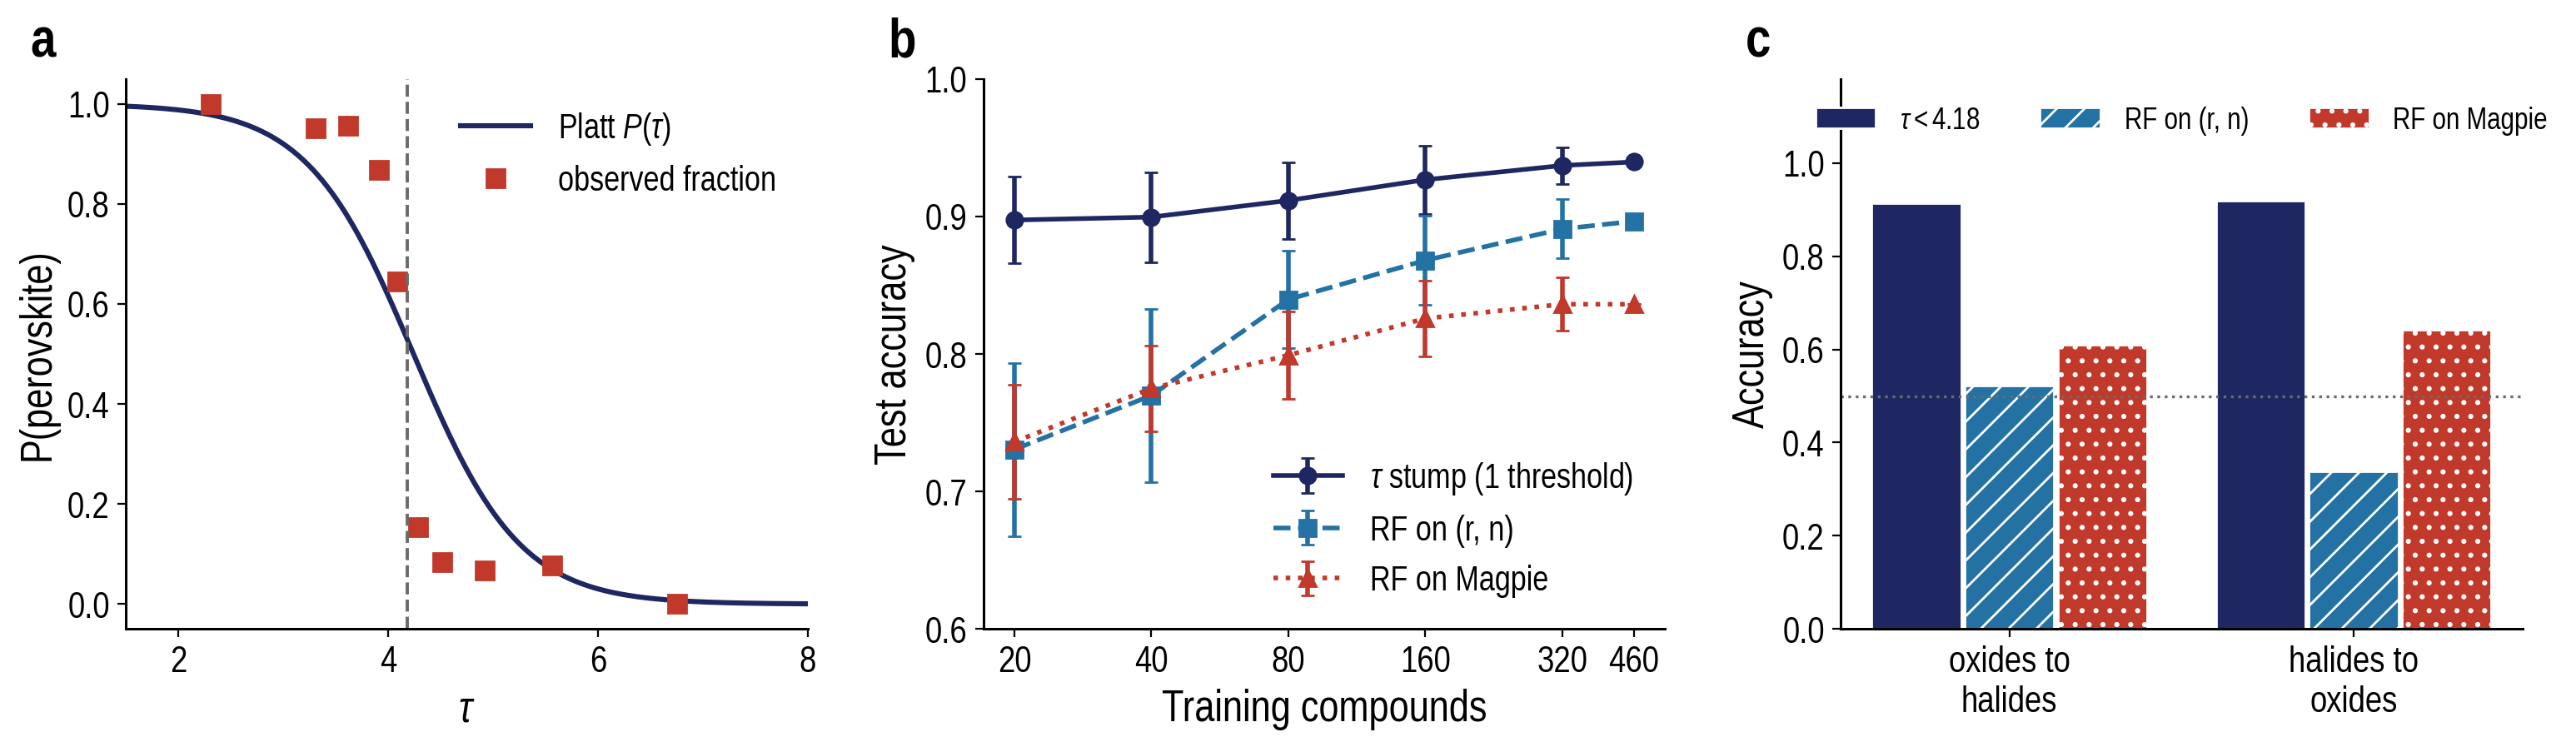 a
1.0
0.8
0.6
0.4
0.2
0.0
P(perovskite)
2
4
6
8
τ
Platt P(τ)
observed fraction
b
1.0
0.9
0.8
0.7
0.6
Test accuracy
20
40
80
160
320
460
Training compounds
τ stump (1 threshold)
RF on (r, n)
RF on Magpie
c
τ < 4.18
RF on (r, n)
RF on Magpie
1.0
0.8
0.6
0.4
0.2
0.0
Accuracy
oxides to
halides
halides to
oxides